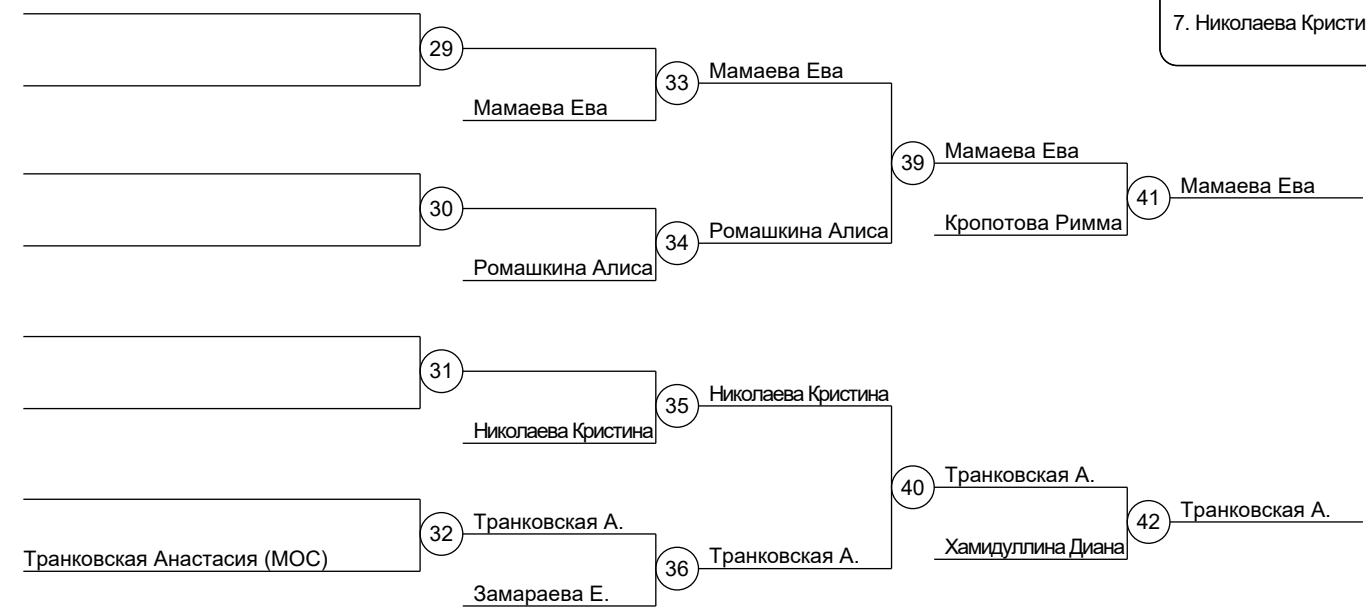 7. Николаева Кристи
29
33
Мамаева Ева
Мамаева Ева
39
Мамаева Ева
41
Мамаева Ева
30
34
Ромашкина Алиса
Кропотова Римма
Ромашкина Алиса
31
35
Николаева Кристина
Николаева Кристина
40
Транковская А.
42
Транковская А.
32
Транковская А.
Хамидуллина Диана
Транковская Анастасия (МОС)
36
Транковская А.
Замараева Е.